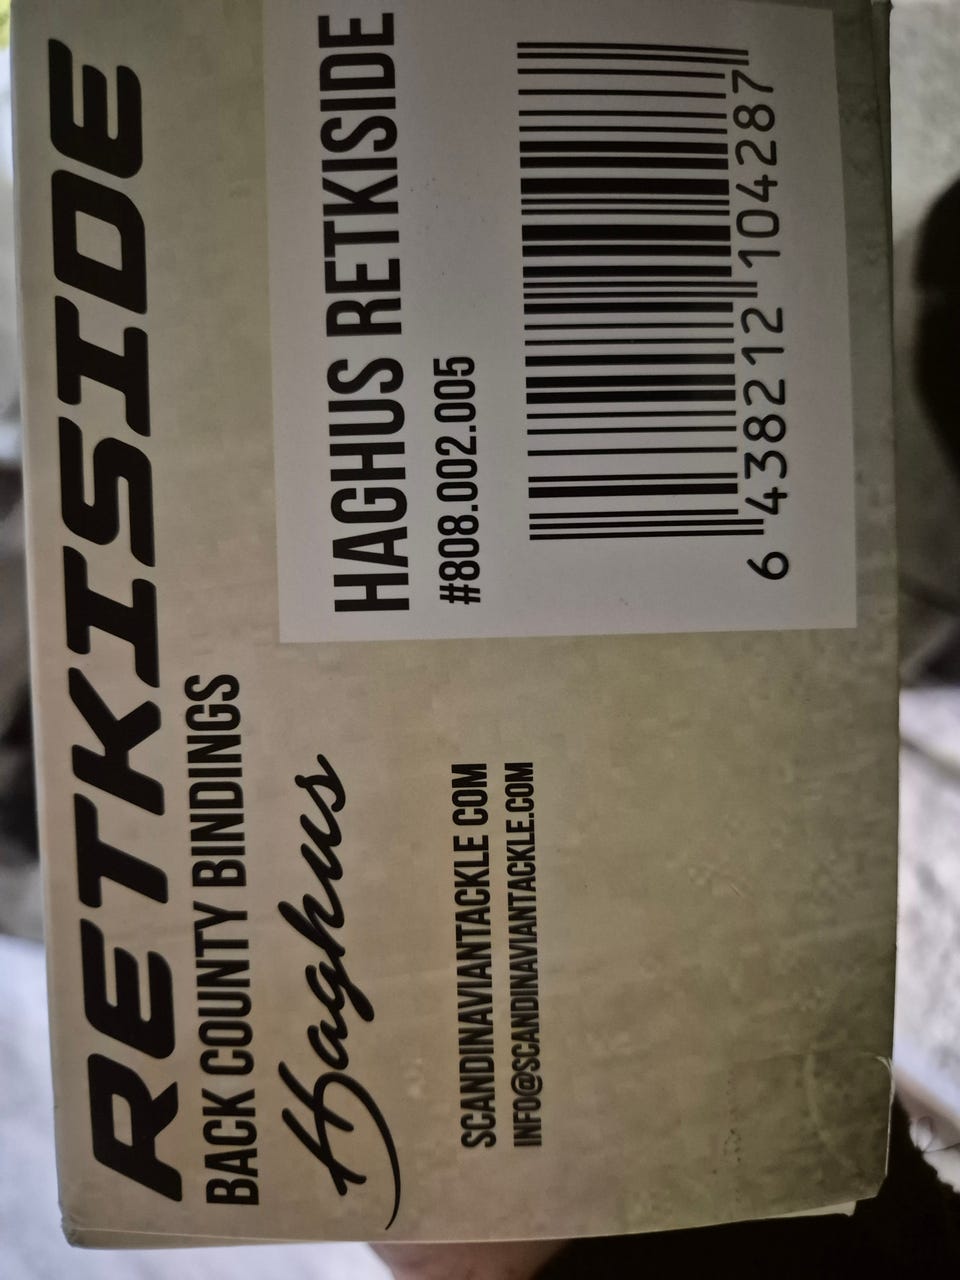 RETKISIDE
BACK COUNTY BINDINGS
Haghus
SCANDINAVIANTACKLE COM
INFO@SCANDINAVIANTACKLE.COM
HAGHUS RETKISIDE
#808.002.005
6 438212 104287